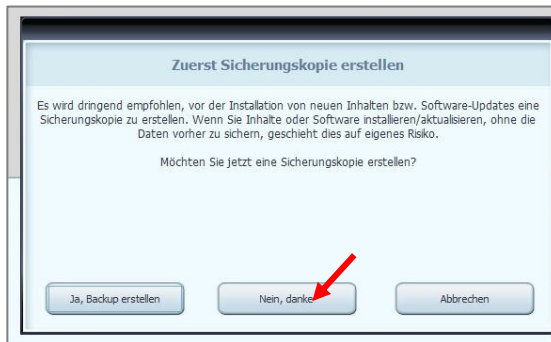 Zuerst Sicherungskopie erstellen
Es wird dringend empfohlen, vor der Installation von neuen Inhalten bzw. Software-Updates eine
Sicherungskopie zu erstellen. Wenn Sie Inhalte oder Software installieren/aktualisieren, ohne die
Daten vorher zu sichern, geschieht dies auf eigenes Risiko.
Möchten Sie jetzt eine Sicherungskopie erstellen?
Ja, Backup erstellen
Nein, danke
Abbrechen